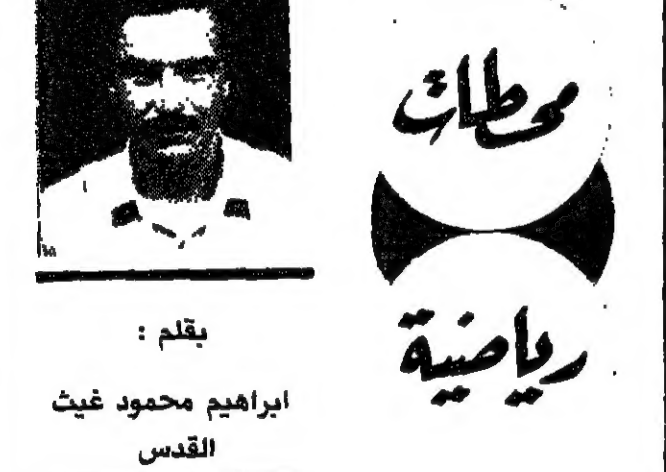 محطات
رياضية
بقلم :
ابراهيم محمود غيث
القدس